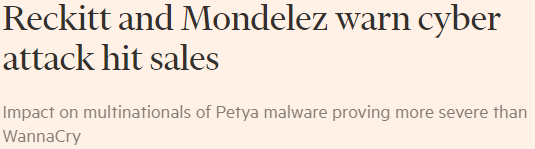 Reckitt and Mondelez warn cyber
attack hit sales
Impact on multinationals of Petya malware proving more severe than
WannaCry